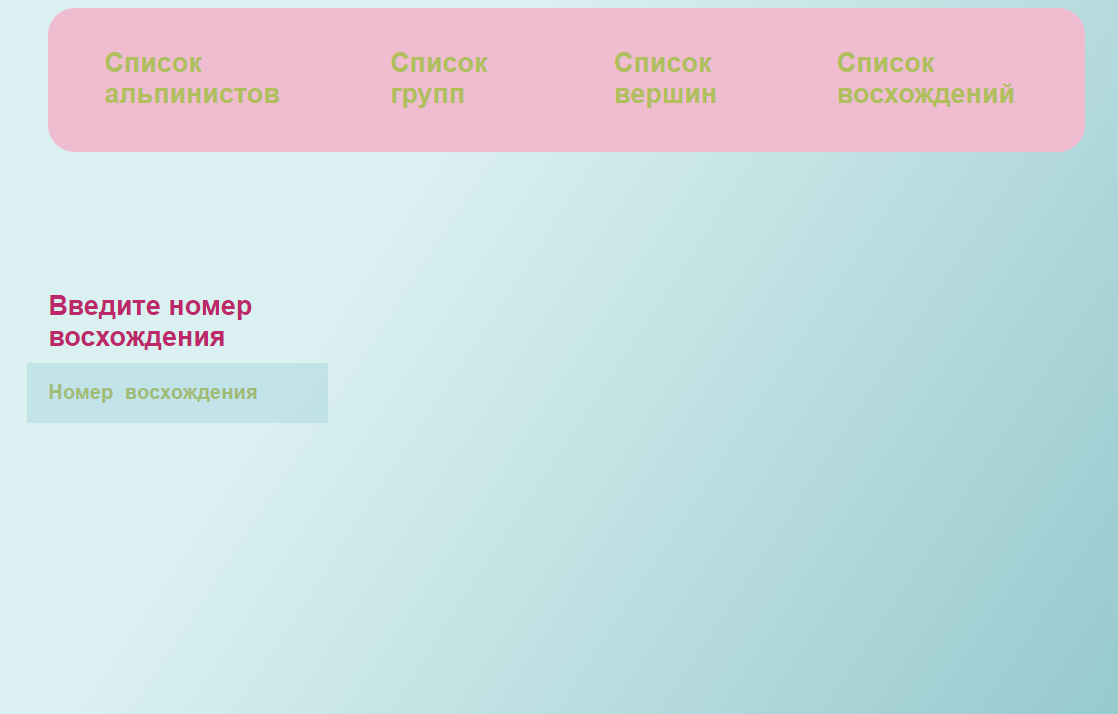 Список
альпинистов
Список
групп
Список
вершин
Список
восхождений
Введите номер
восхождения
Номер восхождения